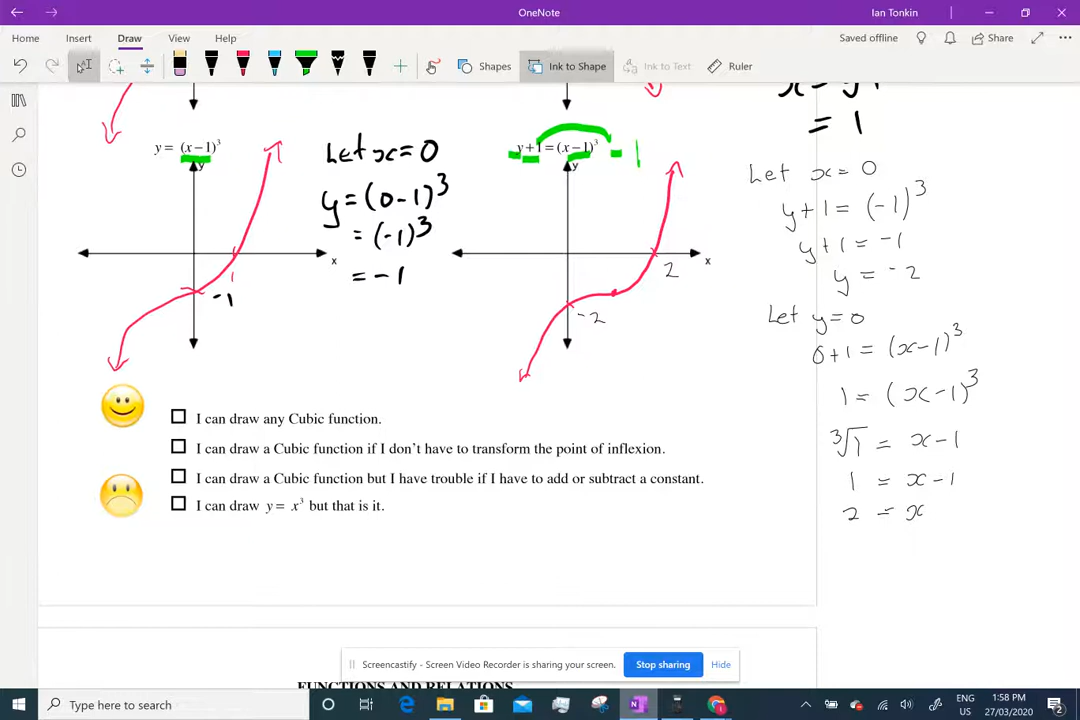 OneNote
Ian Tonkin
Home Insert Draw View Help
Saved offline
Share
Shapes
Ink to Shape
Ink to Text
Ruler
= 1
y = (x − 1)³
y
x
-1
Let x = 0
y = (0-1)³
= (-1)³
= -1
y + 1 = (x − 1)³
- 1
y
x
2
-2
Let x = 0
y+1 = (-1)³
y+1 = -1
y = -2
Let y = 0
0+1 = (x-1)³
1 = (x-1)³
³√1 = x-1
1 = x-1
2 = x
I can draw any Cubic function.
I can draw a Cubic function if I don't have to transform the point of inflexion.
I can draw a Cubic function but I have trouble if I have to add or subtract a constant.
I can draw y = x³ but that is it.
Screencastify - Screen Video Recorder is sharing your screen.
Stop sharing
Hide
FUNCTIONS AND RELATIONS
Type here to search
ENG
US
1:58 PM
27/03/2020
2